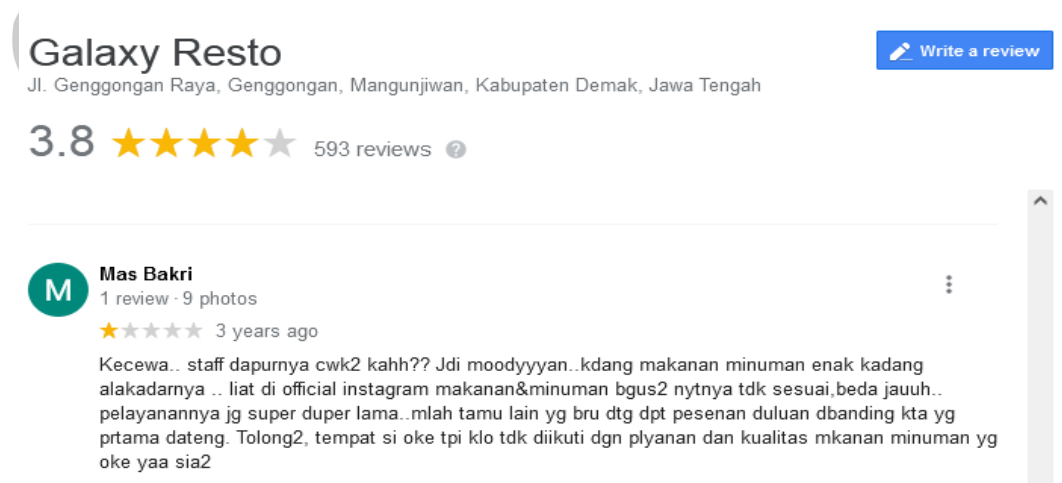 Galaxy Resto
Write a review
Jl. Genggongan Raya, Genggongan, Mangunjiwan, Kabupaten Demak, Jawa Tengah
3.8 593 reviews ?
M
Mas Bakri
1 review · 9 photos
3 years ago
Kecewa.. staff dapurnya cwk2 kahh?? Jdi moodyyyan..kdang makanan minuman enak kadang
alakadarnya .. liat di official instagram makanan&minuman bgus2 nytnya tdk sesuai,beda jauuh..
pelayanannya jg super duper lama..mlah tamu lain yg bru dtg dpt pesenan duluan dbanding kta yg
prtama dateng. Tolong2, tempat si oke tpi klo tdk diikuti dgn plyanan dan kualitas mkanan minuman yg
oke yaa sia2